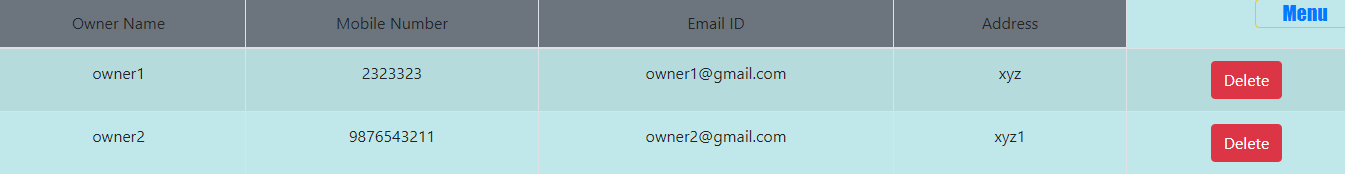 Owner Name Mobile Number Email ID Address Menu
owner1 2323323 owner1@gmail.com xyz Delete
owner2 9876543211 owner2@gmail.com xyz1 Delete